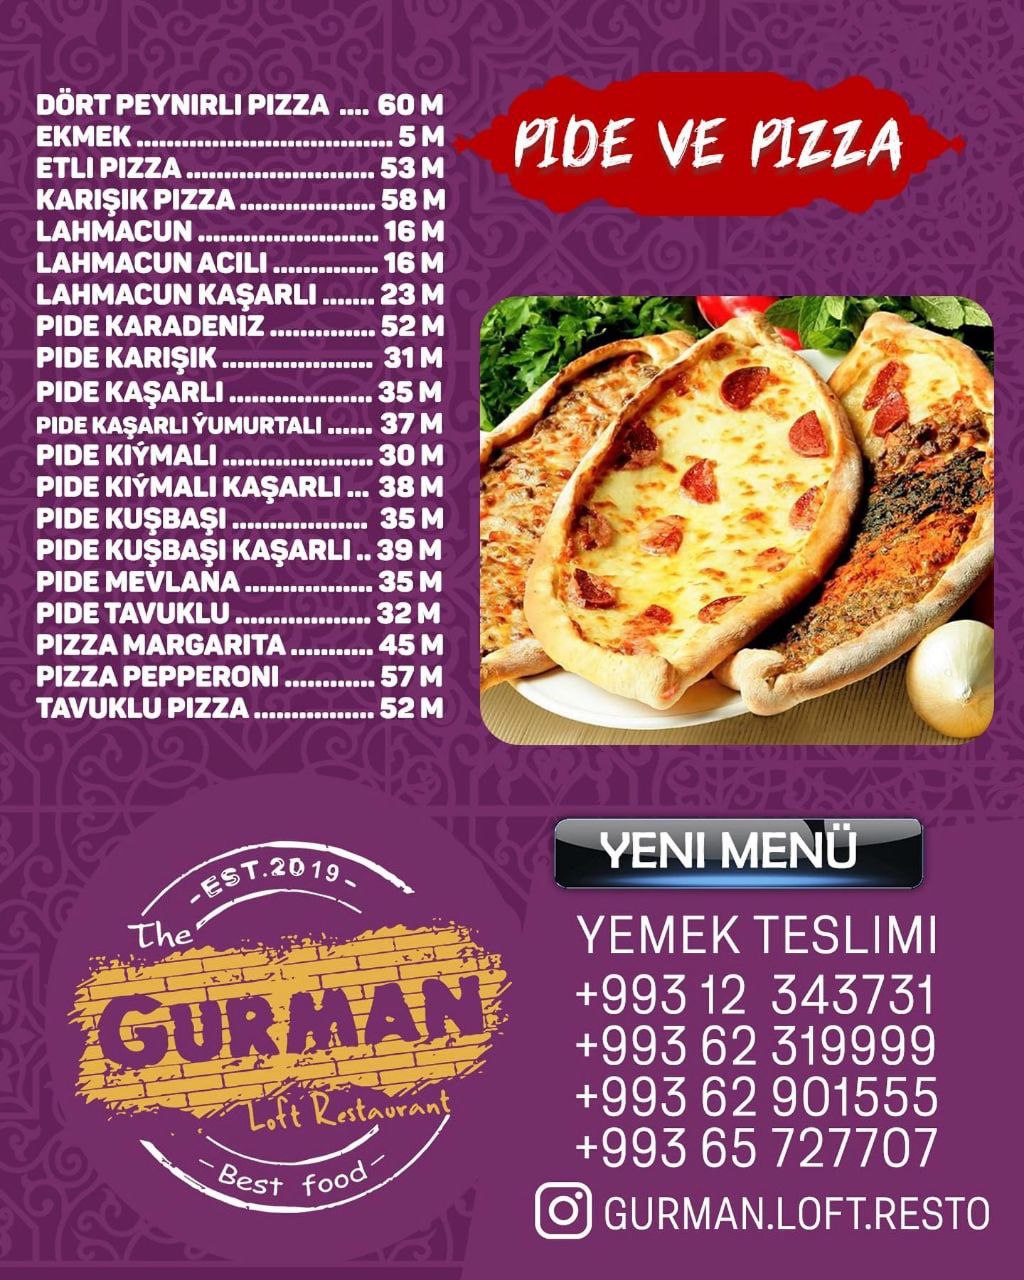 PIDE VE PIZZA
DÖRT PEYNIRLI PIZZA .... 60 M
EKMEK .................................. 5 M
ETLI PIZZA ......................... 53 M
KARIŞIK PIZZA .................. 58 M
LAHMACUN ........................ 16 M
LAHMACUN ACILI .............. 16 M
LAHMACUN KAŞARLI ....... 23 M
PIDE KARADENIZ .............. 52 M
PIDE KARIŞIK .................... 31 M
PIDE KAŞARLI ................... 35 M
PIDE KAŞARLI ÝUMURTALI ...... 37 M
PIDE KIÝMALI .................... 30 M
PIDE KIÝMALI KAŞARLI ... 38 M
PIDE KUŞBAŞI .................. 35 M
PIDE KUŞBAŞI KAŞARLI .. 39 M
PIDE MEVLANA ................. 35 M
PIDE TAVUKLU .................. 32 M
PIZZA MARGARITA ........... 45 M
PIZZA PEPPERONI ............ 57 M
TAVUKLU PIZZA ................ 52 M
-EST.2019-
The
GURMAN
Loft Restaurant
- Best food -
YENI MENÜ
YEMEK TESLIMI
+993 12 343731
+993 62 319999
+993 62 901555
+993 65 727707
GURMAN.LOFT.RESTO